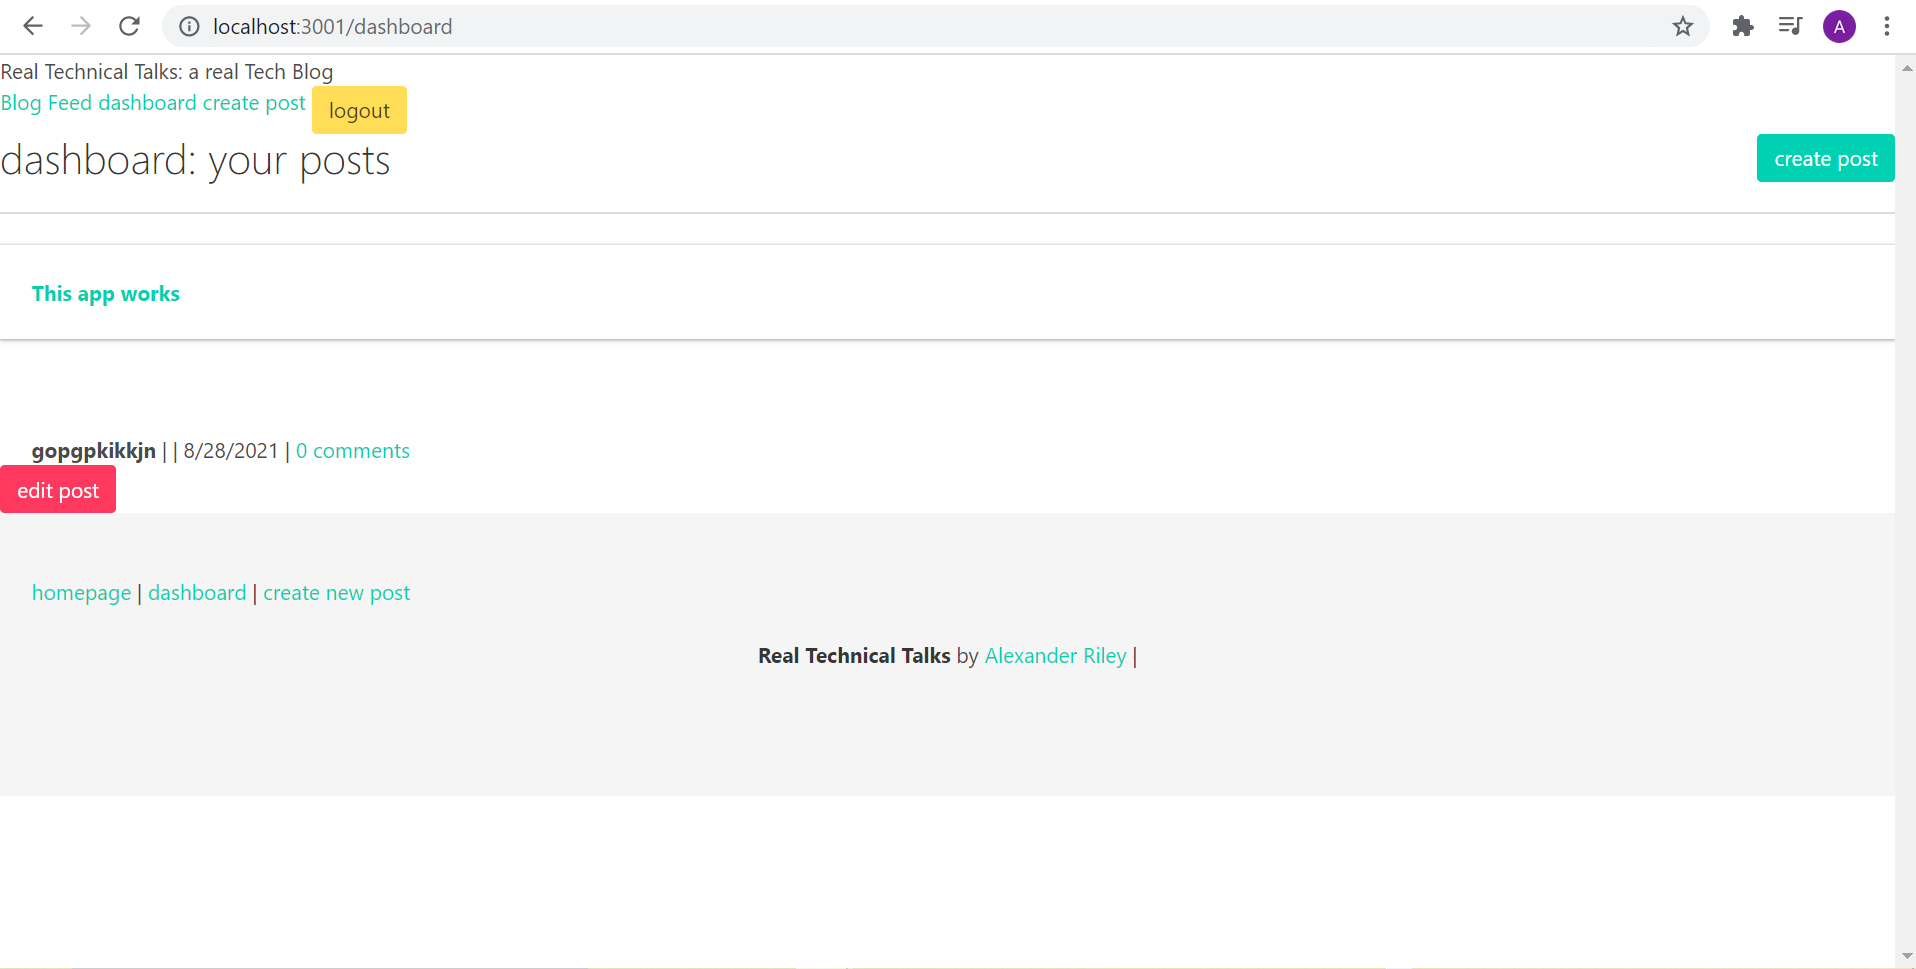 localhost:3001/dashboard
A
Real Technical Talks: a real Tech Blog
Blog Feed dashboard create post logout
dashboard: your posts
create post
This app works
gopgpkikkjn | | 8/28/2021 | 0 comments
edit post
homepage | dashboard | create new post
Real Technical Talks by Alexander Riley |